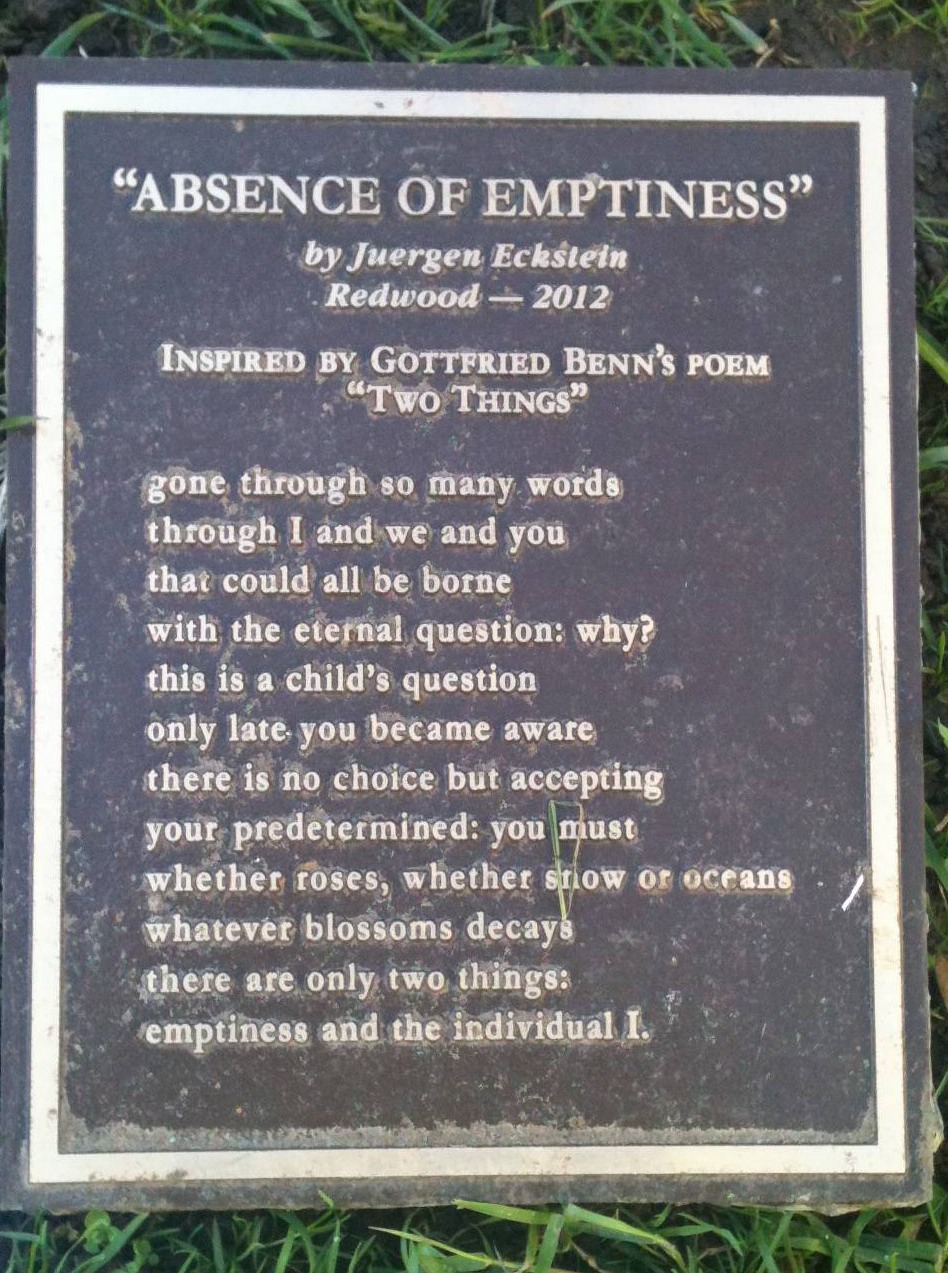 “ABSENCE OF EMPTINESS”
by Juergen Eckstein
Redwood — 2012
INSPIRED BY GOTTFRIED BENN’S POEM
“TWO THINGS”
gone through so many words
through I and we and you
that could all be borne
with the eternal question: why?
this is a child’s question
only late you became aware
there is no choice but accepting
your predetermined: you must
whether roses, whether snow or oceans
whatever blossoms decays
there are only two things:
emptiness and the individual I.